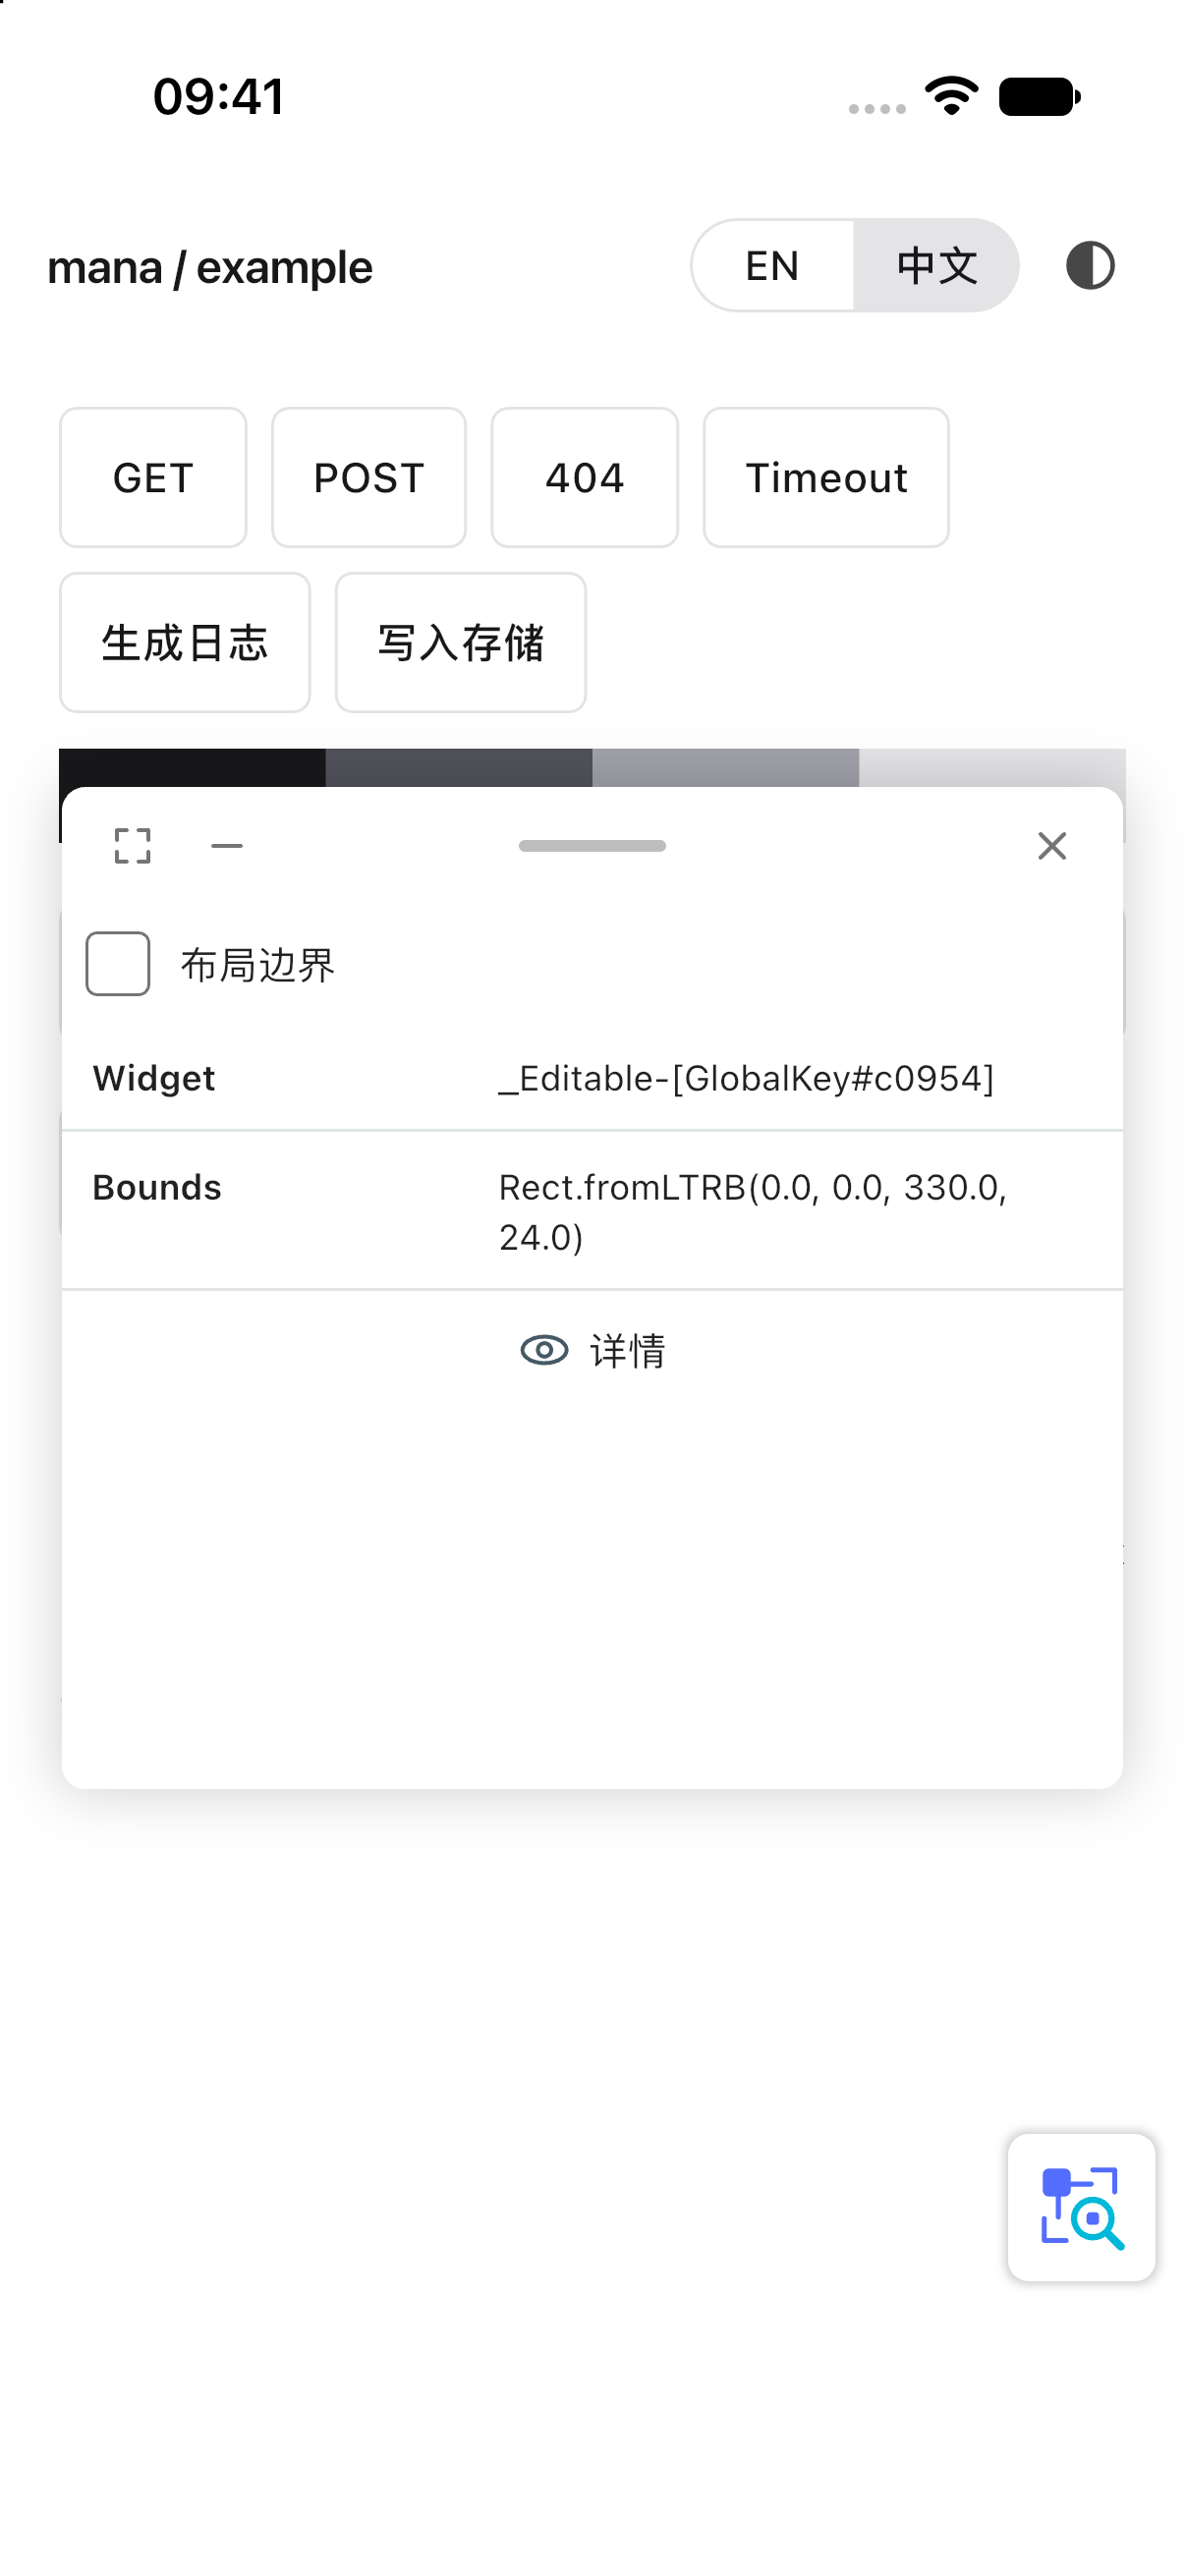 09:41
mana / example
EN
中文
GET
POST
404
Timeout
生成日志
写入存储
布局边界
Widget
_Editable-[GlobalKey#c0954]
Bounds
Rect.fromLTRB(0.0, 0.0, 330.0,
24.0)
详情